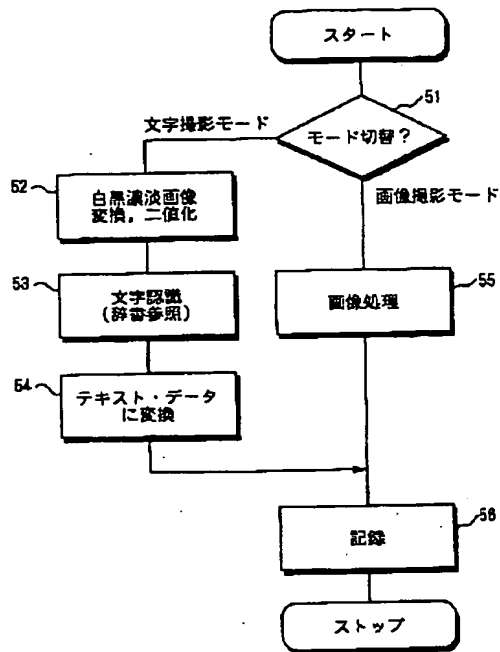 スタート
51
モード切替?
文字撮影モード
画像撮影モード
52
白黒濃淡画像
変換,二値化
53
文字認識
(辞書参照)
54
テキスト・データ
に変換
55
画像処理
56
記録
ストップ